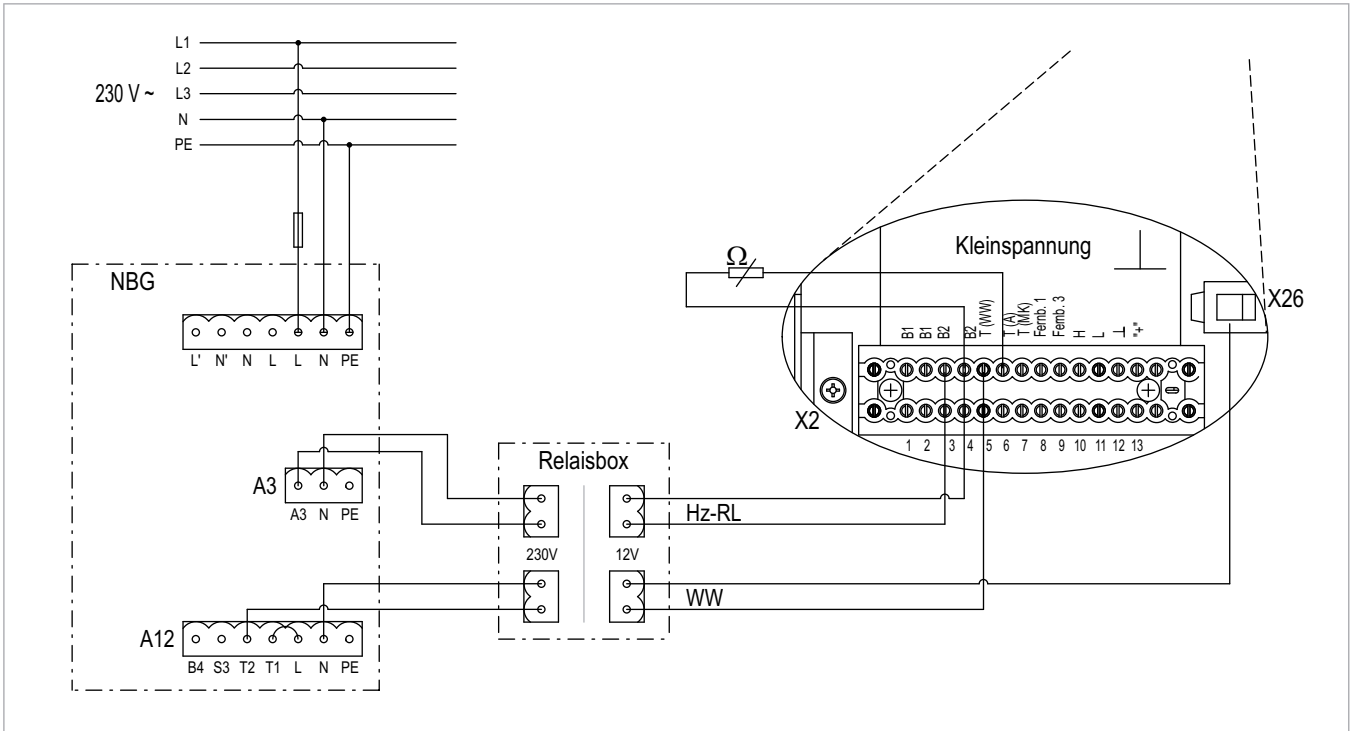 L1
L2
230 V ~ L3
N
PE
NBG
L' N' N L L N PE
A3
A3 N PE
A12
B4 S3 T2 T1 L N PE
Relaisbox
230V 12V
Hz-RL
WW
Ω
Kleinspannung
X26
B1 B1 B2 B2 T (WW) T (A) T (MK) Fernb. 1 Fernb. 3 H L ⊥ "+"
X2
1 2 3 4 5 6 7 8 9 10 11 12 13